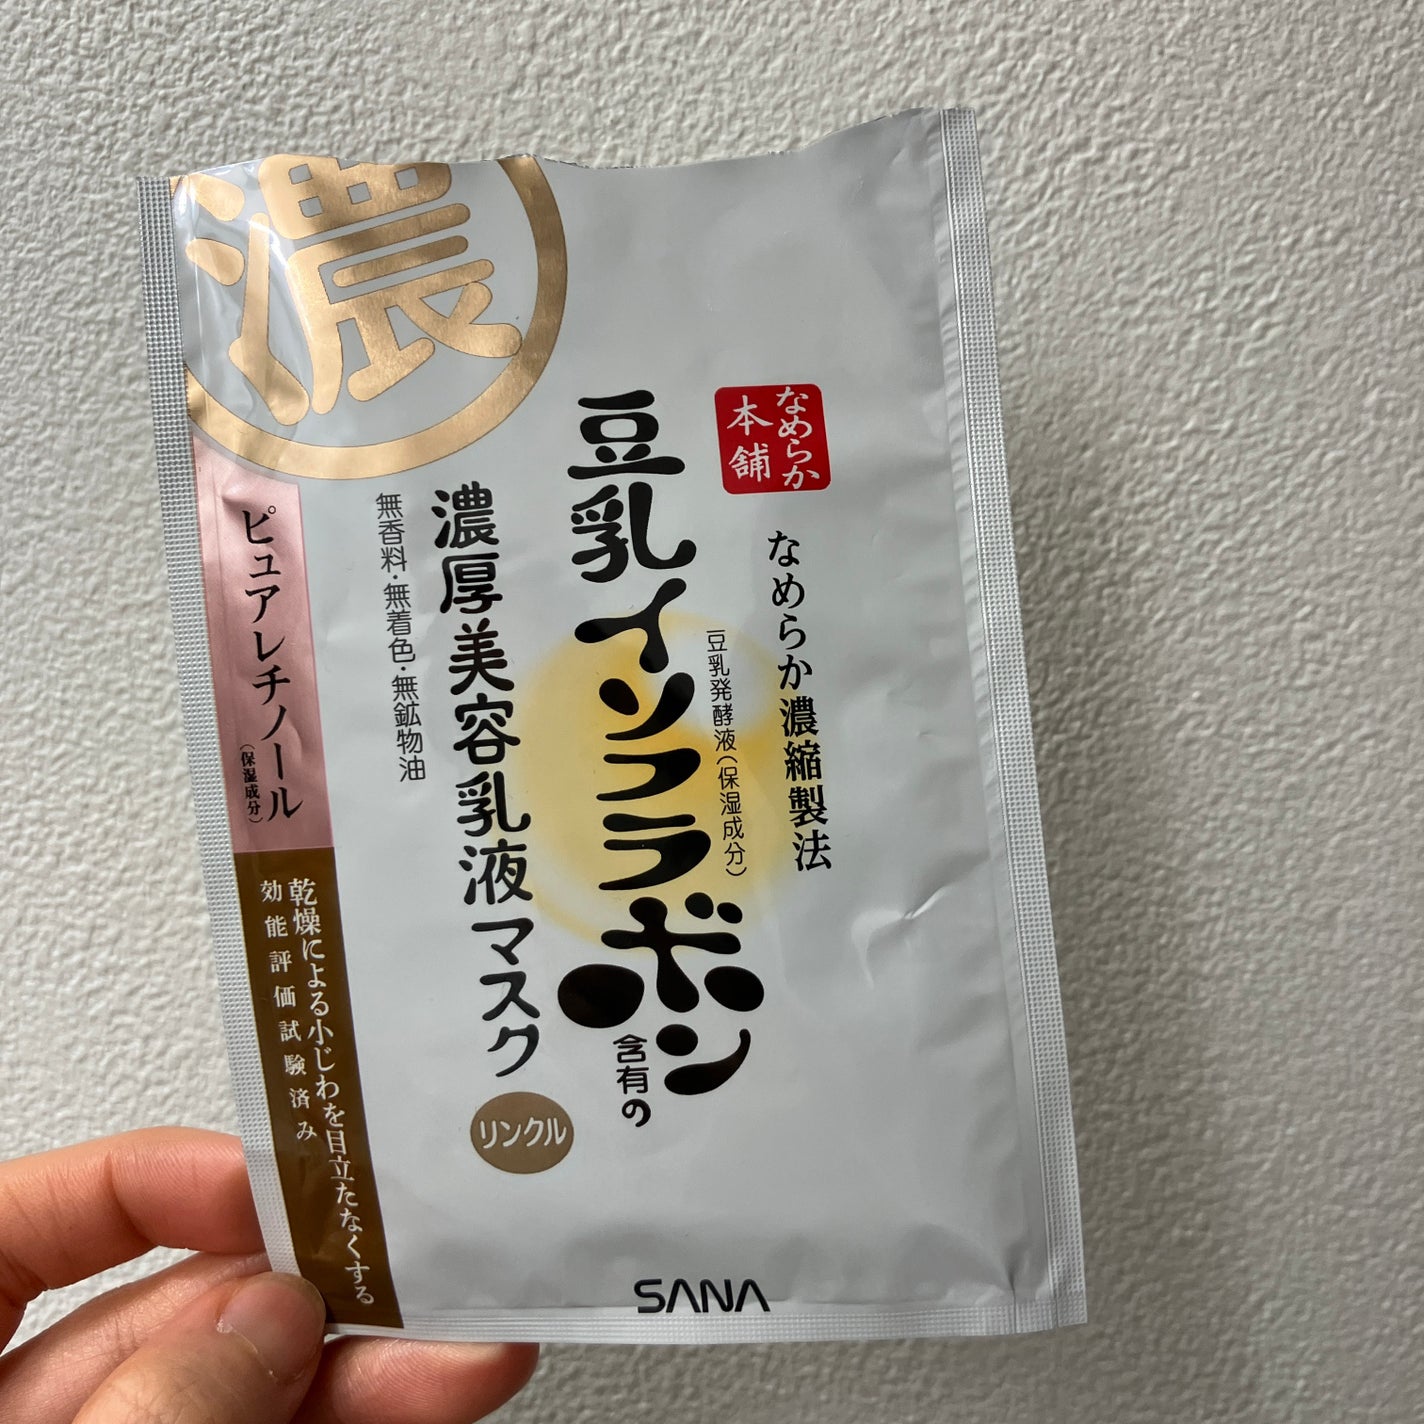 濃
なめらか
本舗
なめらか濃縮製法
豆乳発酵液(保湿成分)
豆乳イソフラボン
含有の
濃厚美容乳液マスク
リンクル
無香料・無着色・無鉱物油
ピュアレチノール
(保湿成分)
乾燥による小じわを目立たなくする
効能評価試験済み
SANA